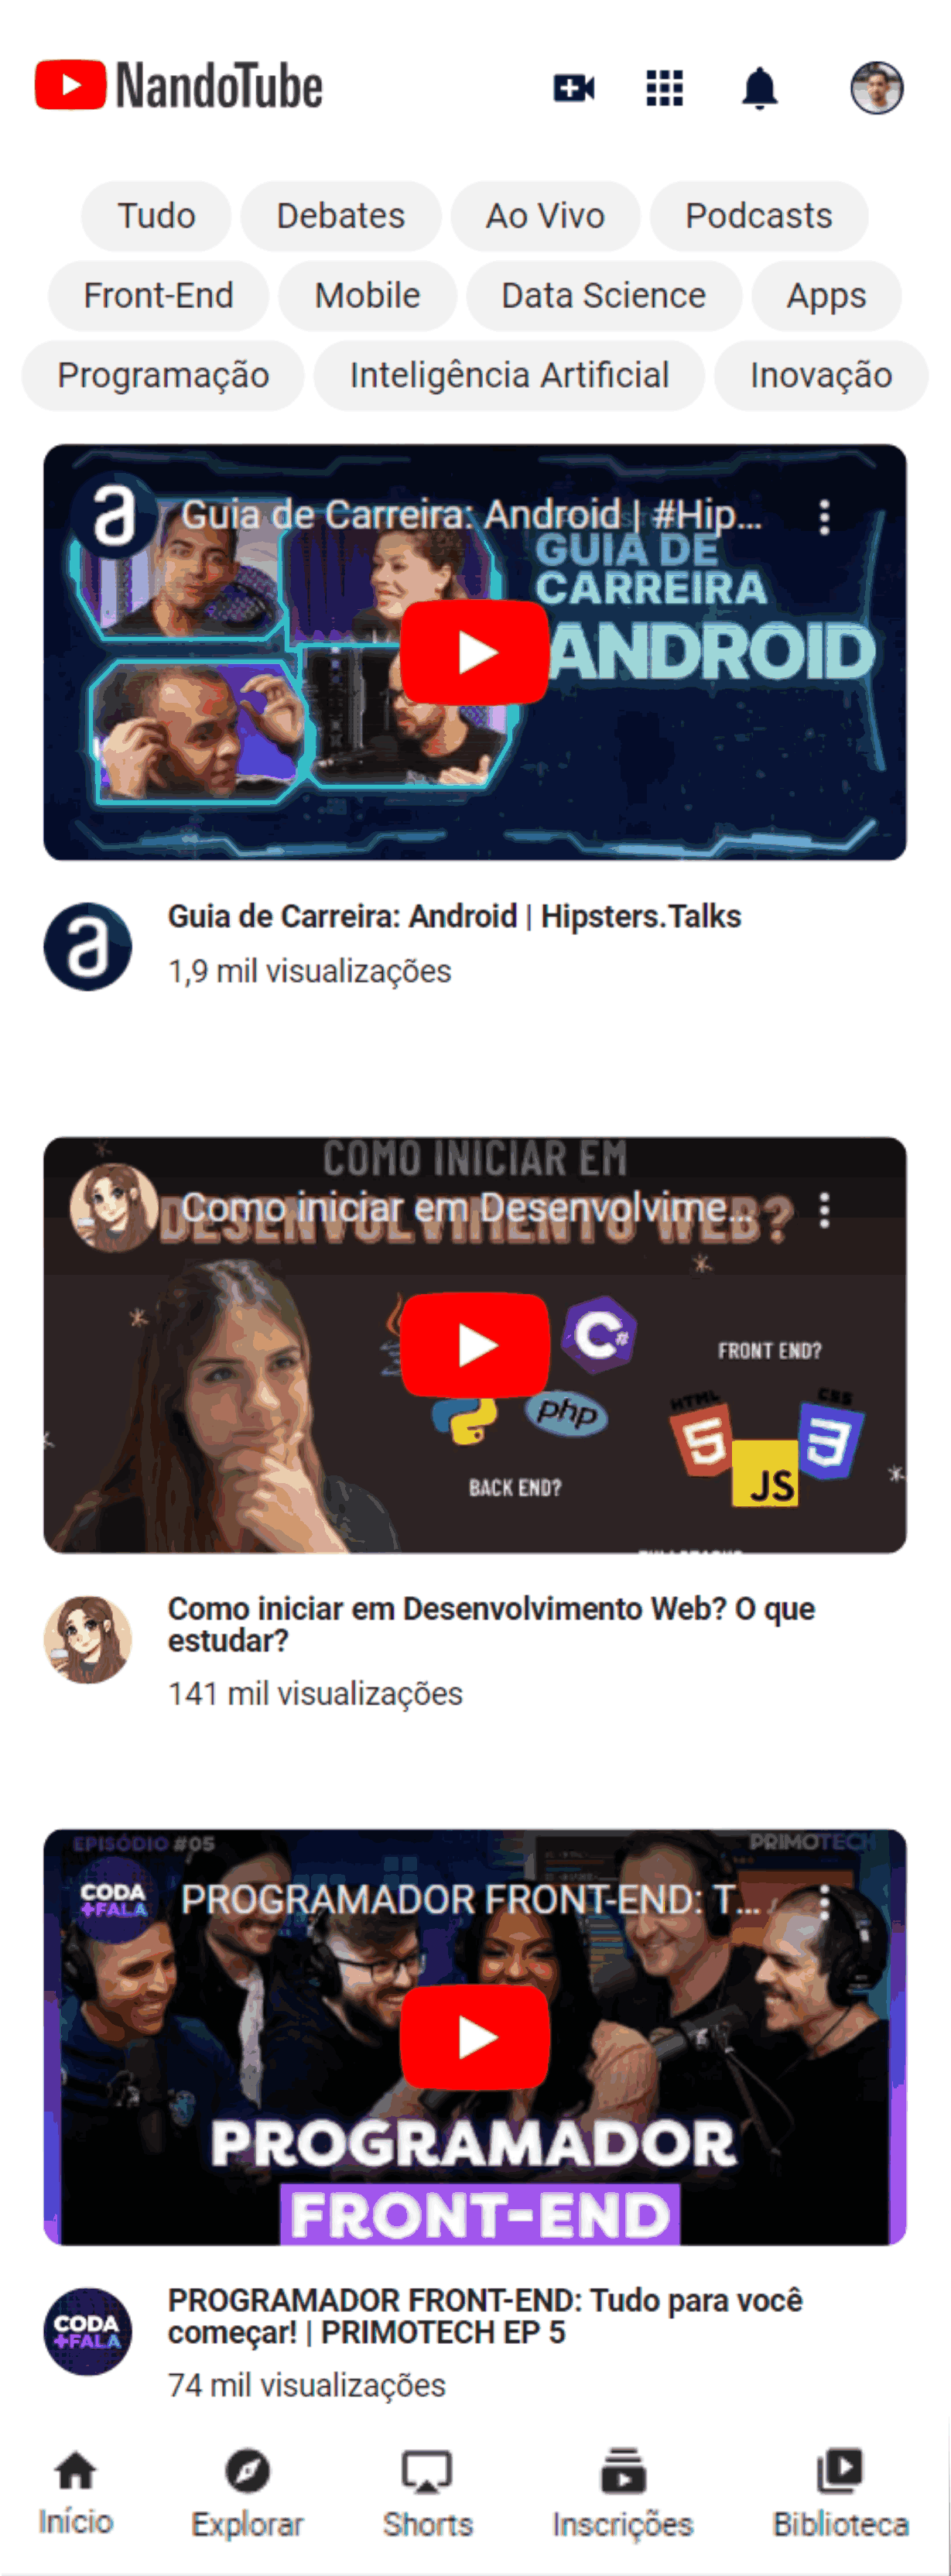 NandoTube
Tudo
Debates
Ao Vivo
Podcasts
Front-End
Mobile
Data Science
Apps
Programação
Inteligência Artificial
Inovação
a
Guia de Carreira: Android | #Hip...
GUIA DE
CARREIRA
ANDROID
a
Guia de Carreira: Android | Hipsters.Talks
1,9 mil visualizações
COMO INICIAR EM
DESENVOLVIMENTO WEB?
Como iniciar em Desenvolvime...
C#
FRONT END?
php
HTML
5
CSS
3
JS
BACK END?
Como iniciar em Desenvolvimento Web? O que
estudar?
141 mil visualizações
EPISÓDIO #05
PRIMOTECH
CODA
+FALA
PROGRAMADOR FRONT-END: T...
PROGRAMADOR
FRONT-END
CODA
+FALA
PROGRAMADOR FRONT-END: Tudo para você
começar! | PRIMOTECH EP 5
74 mil visualizações
Início
Explorar
Shorts
Inscrições
Biblioteca